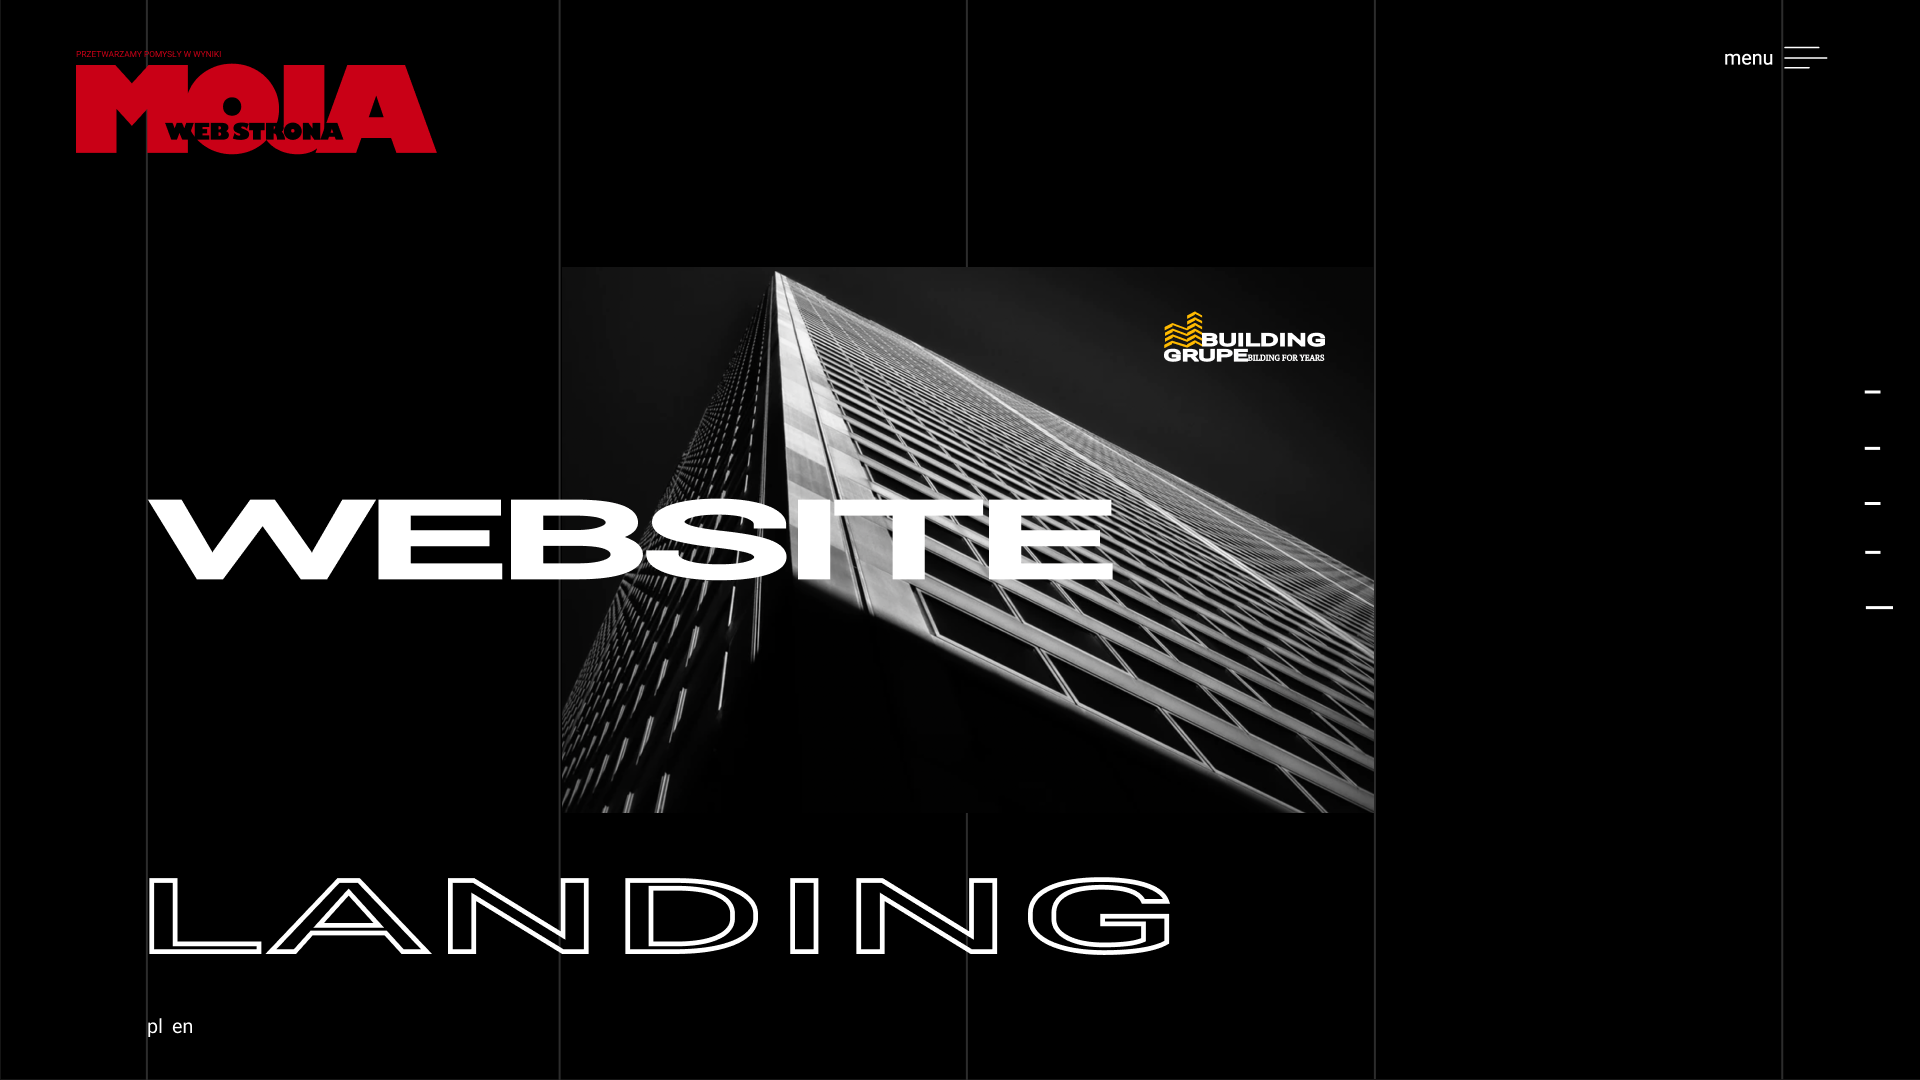 PRZETWARZAMY POMYSŁY W WYNIKI
MOJA
WEB STRONA
menu
BUILDING
GRUPE BILDING FOR YEARS
WEBSITE
LANDING
pl en